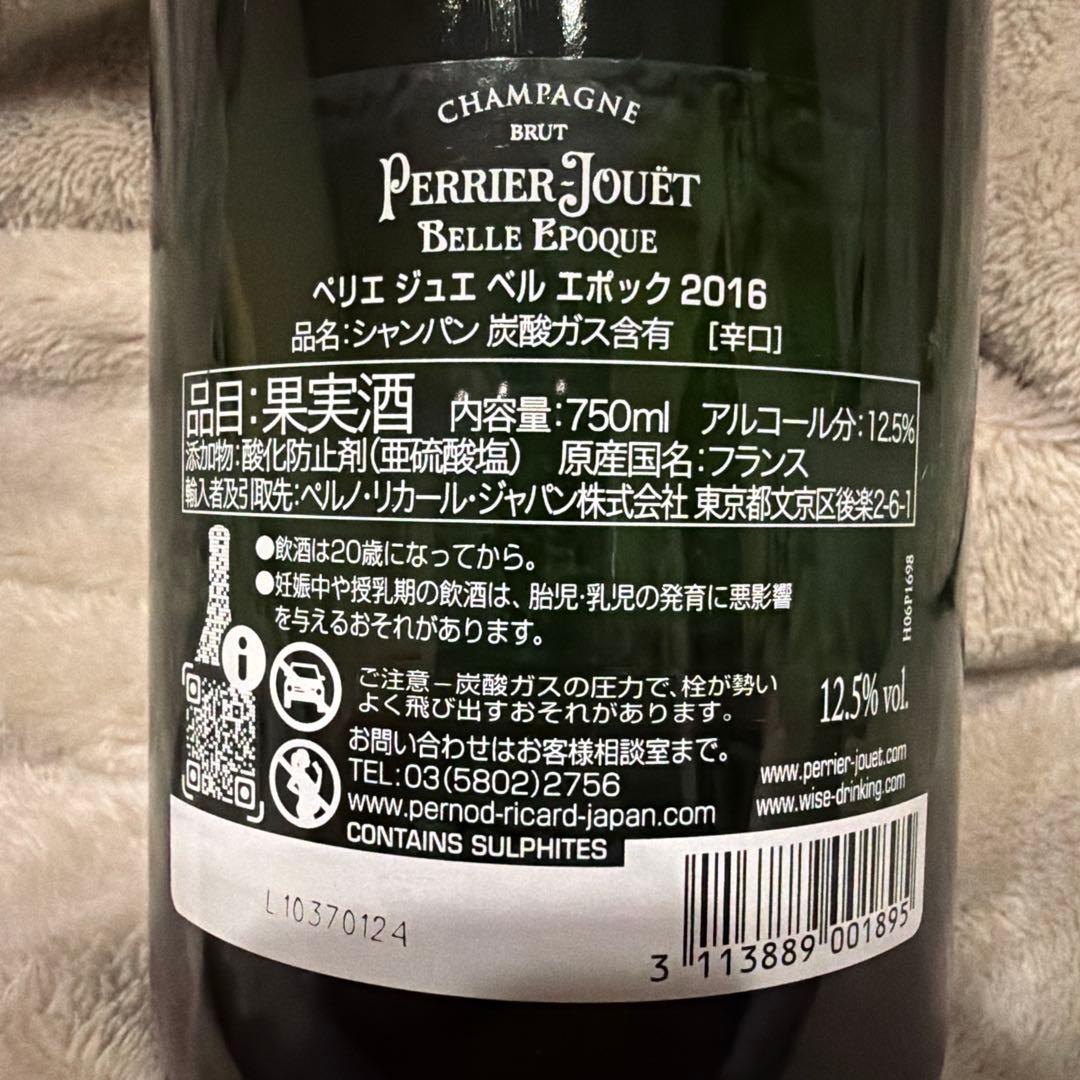 CHAMPAGNE
BRUT
PERRIER-JOUËT
BELLE EPOQUE
ペリエ ジュエ ベル エポック 2016
品名:シャンパン 炭酸ガス含有 [辛口]
品目:果実酒 内容量:750ml アルコール分:12.5%
添加物:酸化防止剤(亜硫酸塩) 原産国名:フランス
輸入者及引取先:ペルノ・リカール・ジャパン株式会社 東京都文京区後楽2-6-1
●飲酒は20歳になってから。
●妊娠中や授乳期の飲酒は、胎児・乳児の発育に悪影響
を与えるおそれがあります。
H06P1698
i
ご注意－炭酸ガスの圧力で、栓が勢い
よく飛び出すおそれがあります。
12.5% vol.
お問い合わせはお客様相談室まで。
TEL:03(5802)2756
www.pernod-ricard-japan.com
www.perrier-jouet.com
www.wise-drinking.com
CONTAINS SULPHITES
L10370124
3 113889 001895